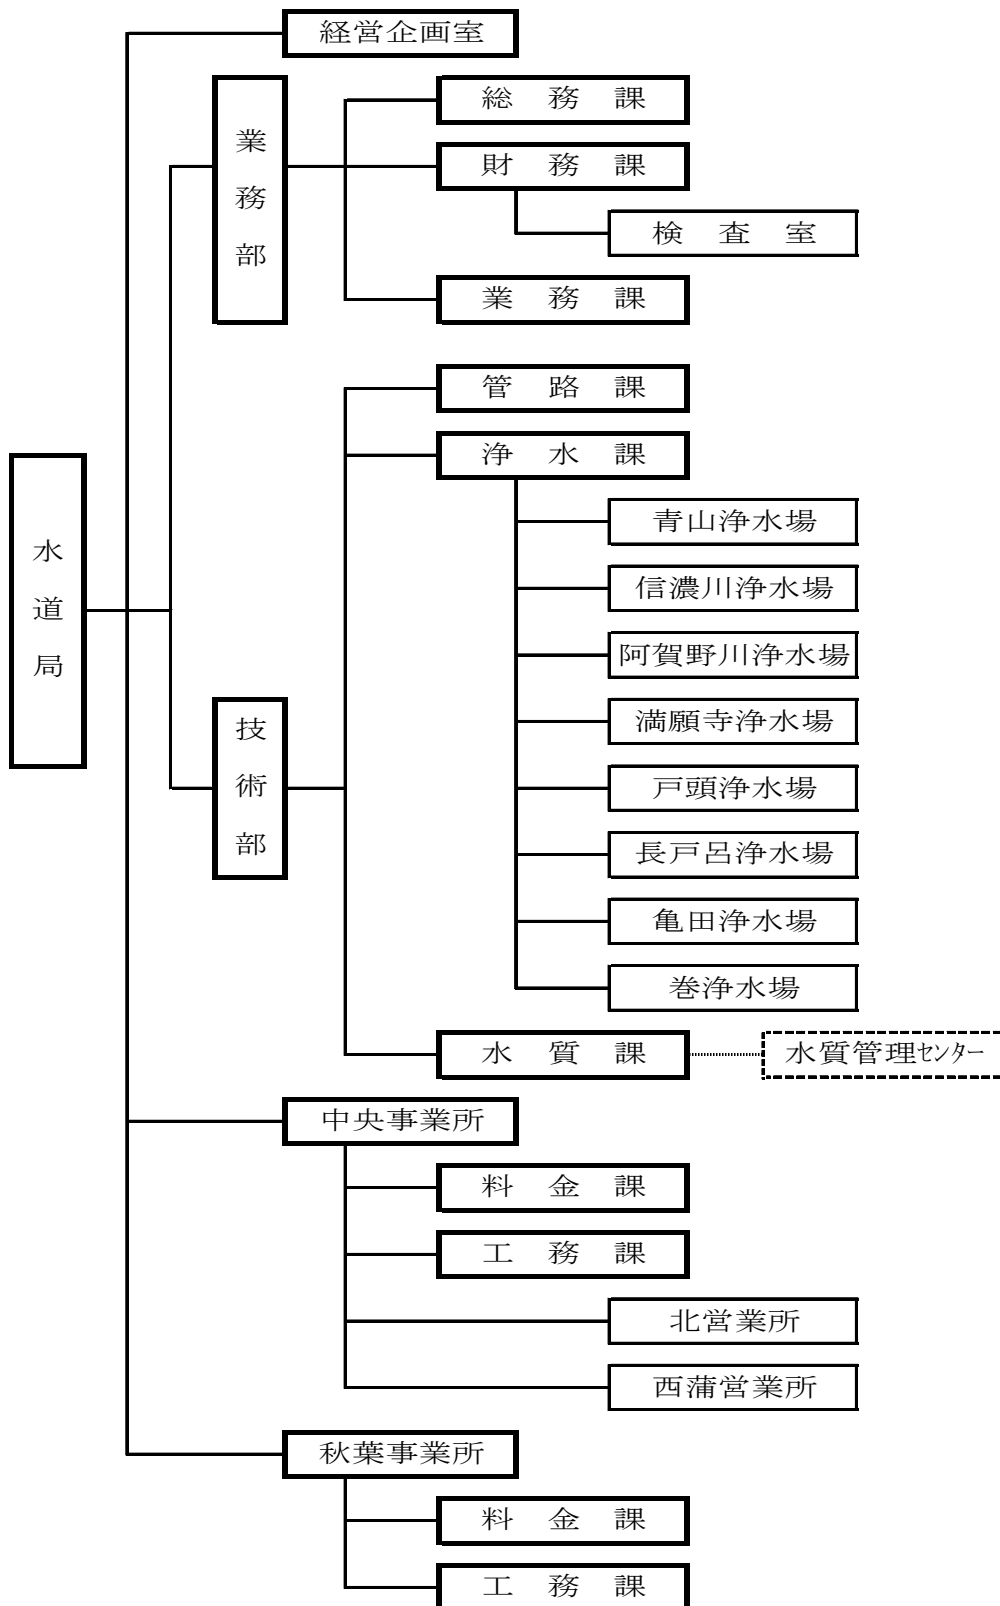 経営企画室
業務部
総務課
財務課
検査室
業務課
水道局
技術部
管路課
浄水課
青山浄水場
信濃川浄水場
阿賀野川浄水場
満願寺浄水場
戸頭浄水場
長戸呂浄水場
亀田浄水場
巻浄水場
水質課
水質管理ｾﾝﾀｰ
中央事業所
料金課
工務課
北営業所
西蒲営業所
秋葉事業所
料金課
工務課